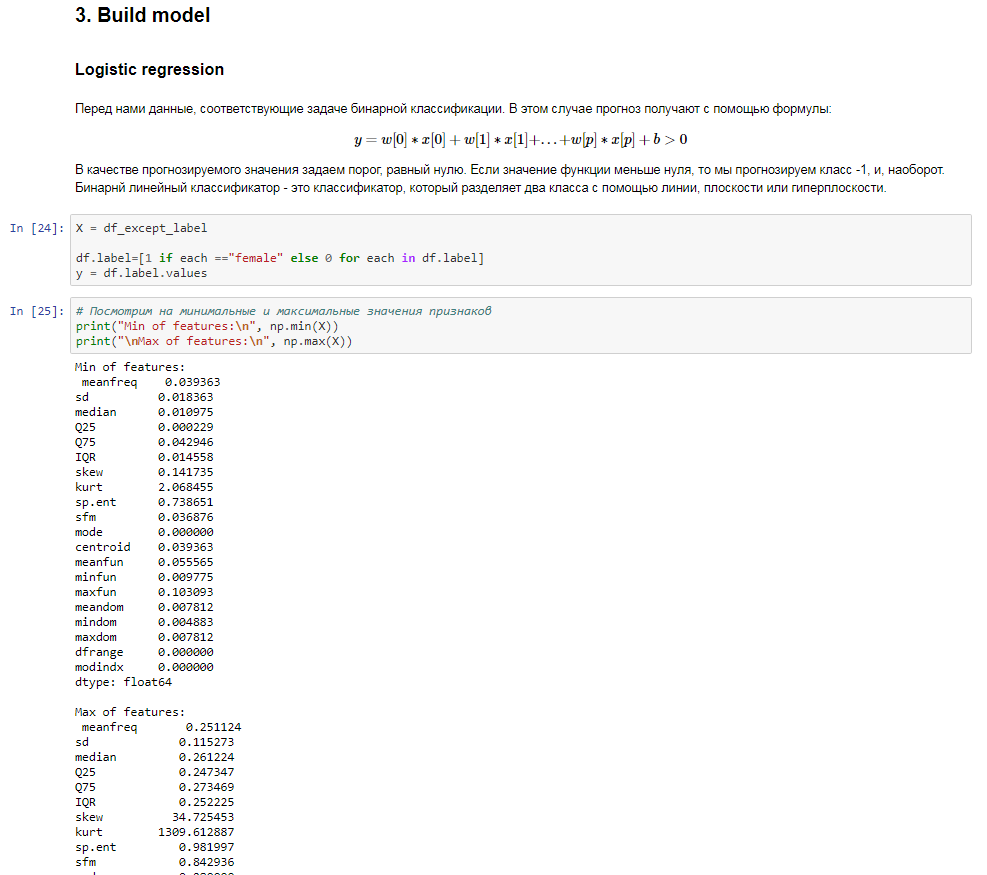 3. Build model
Logistic regression
Перед нами данные, соответствующие задаче бинарной классификации. В этом случае прогноз получают с помощью формулы:
y = w[0] ∗ x[0] + w[1] ∗ x[1]+. . . +w[p] ∗ x[p] + b > 0
В качестве прогнозируемого значения задаем порог, равный нулю. Если значение функции меньше нуля, то мы прогнозируем класс -1, и, наоборот.
Бинарнй линейный классификатор - это классификатор, который разделяет два класса с помощью линии, плоскости или гиперплоскости.
In [24]: X = df_except_label
df.label=[1 if each =="female" else 0 for each in df.label]
y = df.label.values
In [25]: # Посмотрим на минимальные и максимальные значения признаков
print("Min of features:\n", np.min(X))
print("\nMax of features:\n", np.max(X))
Min of features:
meanfreq 0.039363
sd 0.018363
median 0.010975
Q25 0.000229
Q75 0.042946
IQR 0.014558
skew 0.141735
kurt 2.068455
sp.ent 0.738651
sfm 0.036876
mode 0.000000
centroid 0.039363
meanfun 0.055565
minfun 0.009775
maxfun 0.103093
meandom 0.007812
mindom 0.004883
maxdom 0.007812
dfrange 0.000000
modindx 0.000000
dtype: float64
Max of features:
meanfreq 0.251124
sd 0.115273
median 0.261224
Q25 0.247347
Q75 0.273469
IQR 0.252225
skew 34.725453
kurt 1309.612887
sp.ent 0.981997
sfm 0.842936